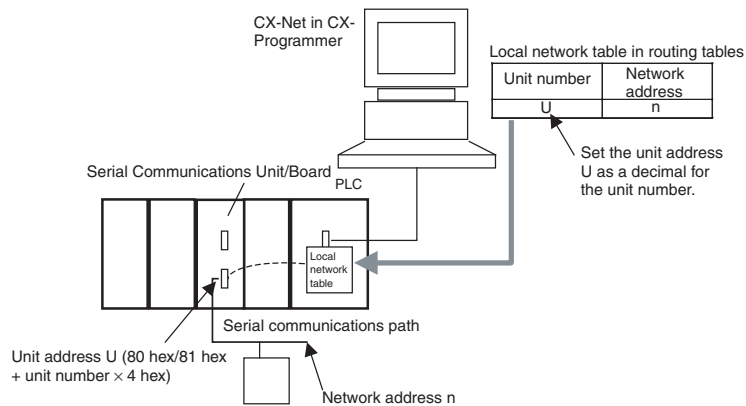 CX-Net in CX-
Programmer
Local network table in routing tables
Unit number
Network
address
U
n
Set the unit address
U as a decimal for
the unit number.
Serial Communications Unit/Board
PLC
Local
network
table
Serial communications path
Unit address U (80 hex/81 hex
+ unit number × 4 hex)
Network address n